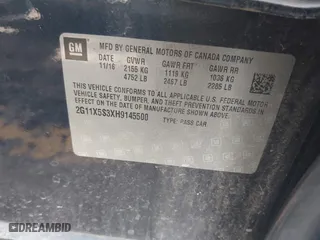 GM
MFD BY GENERAL MOTORS OF CANADA COMPANY
DATE GVWR GAWR FRT GAWR RR
11/16 2156 KG 1119 KG 1036 KG
4752 LB 2467 LB 2285 LB
THIS VEHICLE CONFORMS TO ALL APPLICABLE U.S. FEDERAL MOTOR
VEHICLE SAFETY, BUMPER, AND THEFT PREVENTION STANDARDS IN
EFFECT ON THE DATE OF MANUFACTURE SHOWN ABOVE.
2G11X5S3XH9145500 TYPE: PASS CAR
DREAMBID